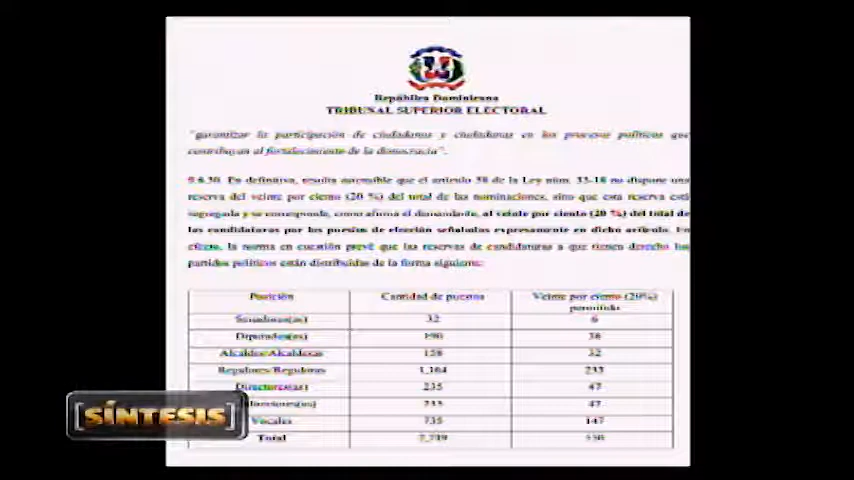 República Dominicana
TRIBUNAL SUPERIOR ELECTORAL
"garantizar la participación de ciudadanos y ciudadanas en los procesos políticos que
contribuyan al fortalecimiento de la democracia".
9.6.30. En definitiva, resulta ostensible que el artículo 58 de la Ley núm. 33-18 no dispone una
reserva del veinte por ciento (20 %) del total de las nominaciones, sino que esta reserva está
segregada y se corresponde, como afirma el demandante, al veinte por ciento (20 %) del total de
las candidaturas por los puestos de elección señalados expresamente en dicho artículo. En
efecto, la norma en cuestión prevé que las reservas de candidaturas a que tienen derecho los
partidos políticos están distribuidas de la forma siguiente:
Posición Cantidad de puestos Veinte por ciento (20%)
permitido
Senadores(as) 32 6
Diputados(as) 190 38
Alcaldes/Alcaldesas 158 32
Regidores/Regidoras 1,164 233
Directores(as) 235 47
735 147
Vocales
Total
SÍNTESIS